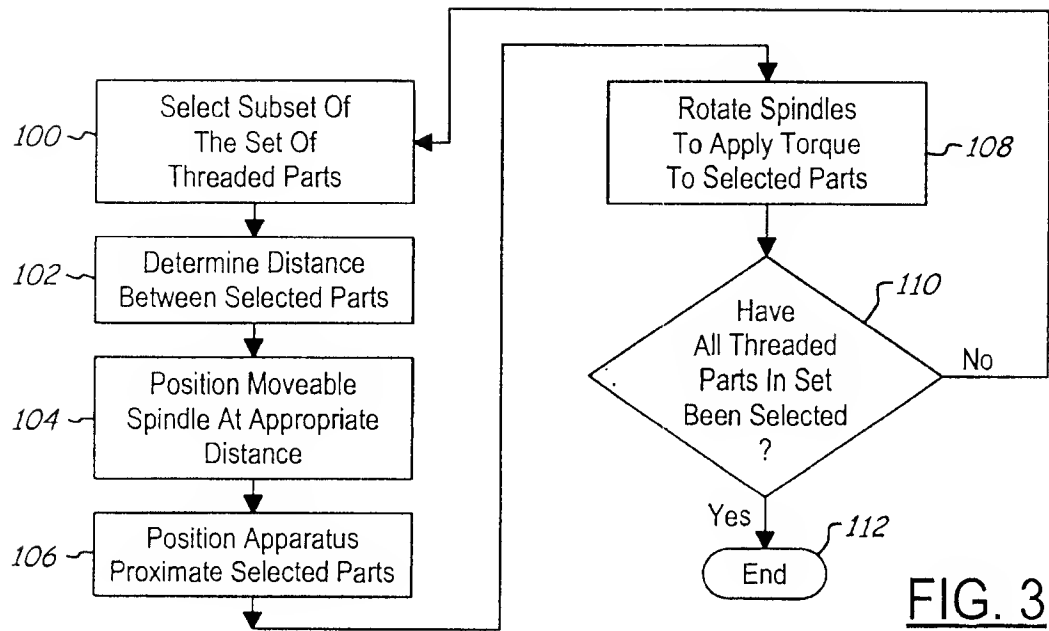 100
Select Subset Of
The Set Of
Threaded Parts
102
Determine Distance
Between Selected Parts
104
Position Moveable
Spindle At Appropriate
Distance
106
Position Apparatus
Proximate Selected Parts
Rotate Spindles
To Apply Torque
To Selected Parts
108
Have
All Threaded
Parts In Set
Been Selected
?
110
No
Yes
End
112
FIG. 3